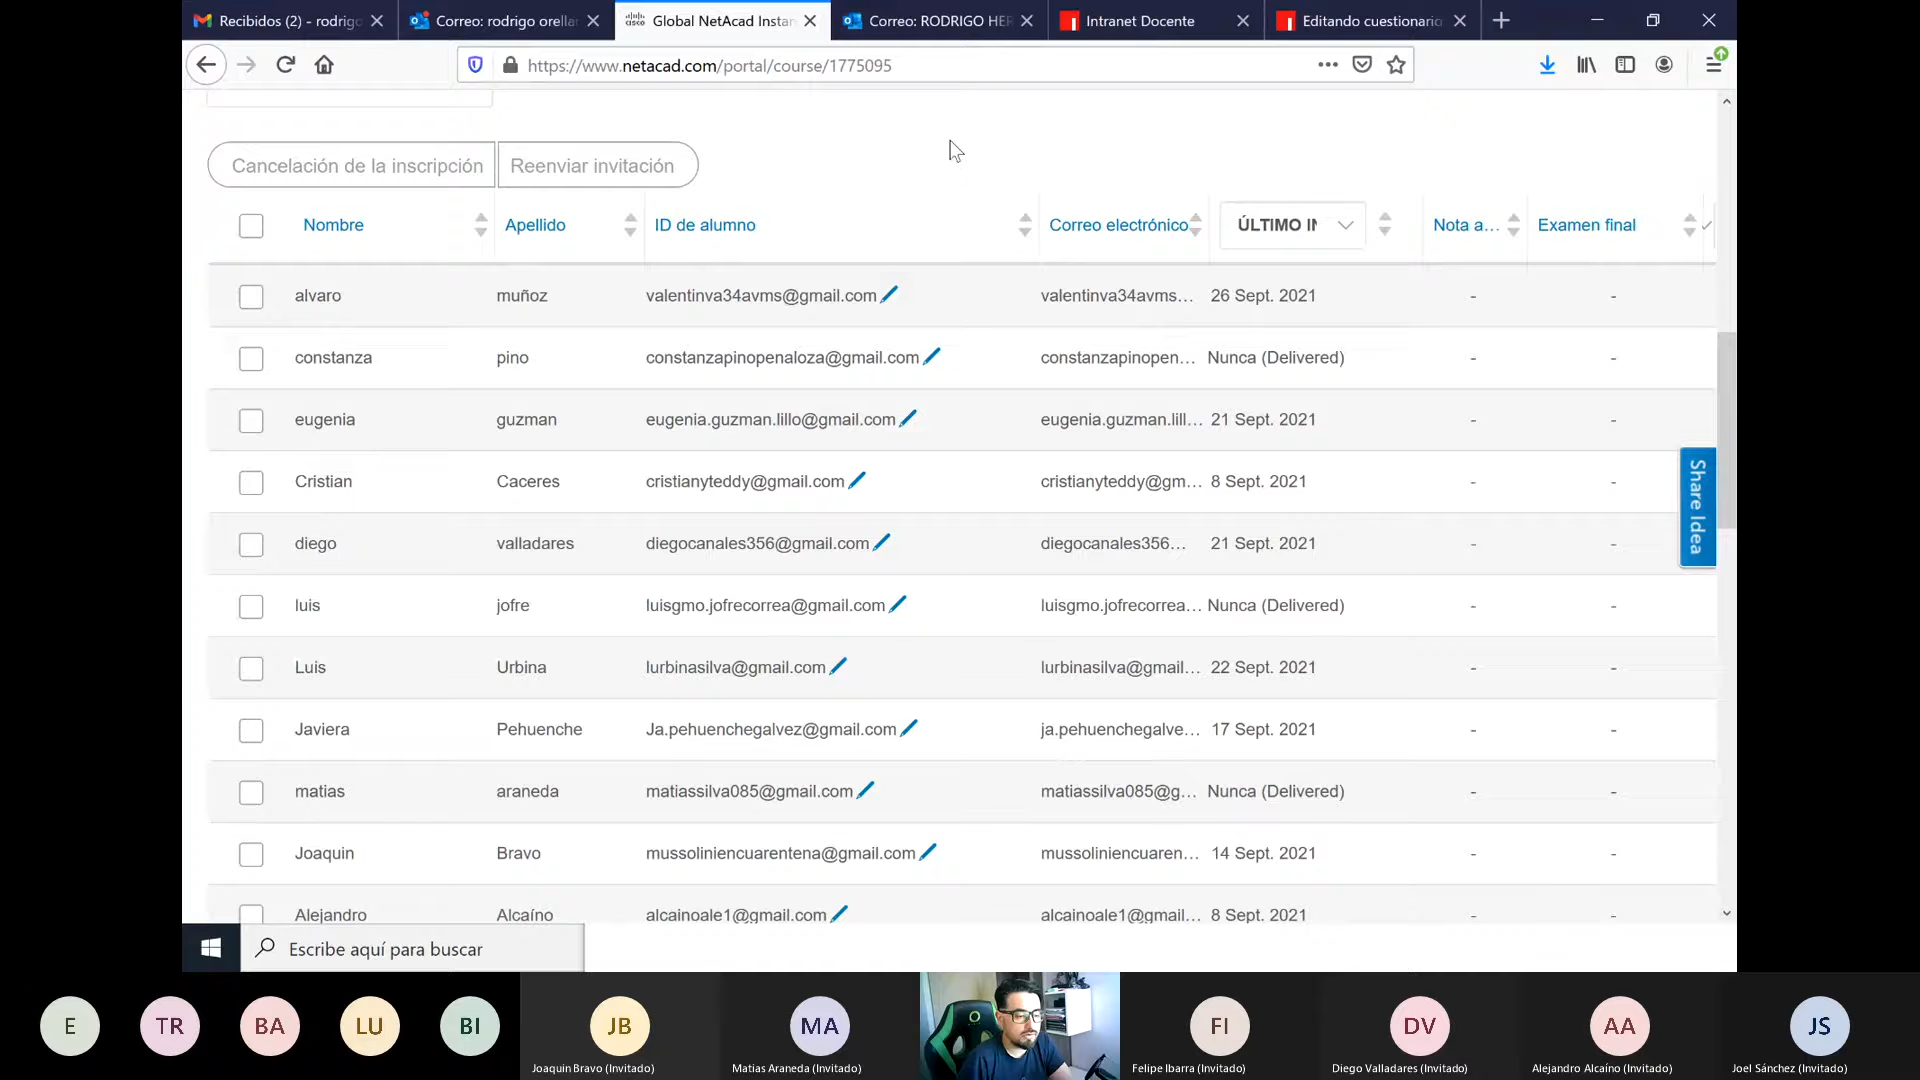 Recibidos (2) - rodrigo
Correo: rodrigo orellan
Global NetAcad Instan
Correo: RODRIGO HER
Intranet Docente
Editando cuestionario
https://www.netacad.com/portal/course/1775095
Cancelación de la inscripción
Reenviar invitación
Nombre Apellido ID de alumno Correo electrónico ÚLTIMO IN Nota a... Examen final
alvaro muñoz valentinva34avms@gmail.com valentinva34avms... 26 Sept. 2021 - -
constanza pino constanzapinopenaloza@gmail.com constanzapinopen... Nunca (Delivered) - -
eugenia guzman eugenia.guzman.lillo@gmail.com eugenia.guzman.lill... 21 Sept. 2021 - -
Cristian Caceres cristianyteddy@gmail.com cristianyteddy@gm... 8 Sept. 2021 - -
diego valladares diegocanales356@gmail.com diegocanales356... 21 Sept. 2021 - -
luis jofre luisgmo.jofrecorrea@gmail.com luisgmo.jofrecorrea... Nunca (Delivered) - -
Luis Urbina lurbinasilva@gmail.com lurbinasilva@gmail... 22 Sept. 2021 - -
Javiera Pehuenche Ja.pehuenchegalvez@gmail.com ja.pehuenchegalve... 17 Sept. 2021 - -
matias araneda matiassilva085@gmail.com matiassilva085@g... Nunca (Delivered) - -
Joaquin Bravo mussoliniencuarentena@gmail.com mussoliniencuaren... 14 Sept. 2021 - -
Alejandro Alcaíno alcainoale1@gmail.com alcainoale1@gmail... 8 Sept. 2021 - -
Share Idea
Escribe aquí para buscar
E TR BA LU BI JB MA FI DV AA JS
Joaquin Bravo (Invitado) Matias Araneda (Invitado) Felipe Ibarra (Invitado) Diego Valladares (Invitado) Alejandro Alcaíno (Invitado) Joel Sánchez (Invitado)